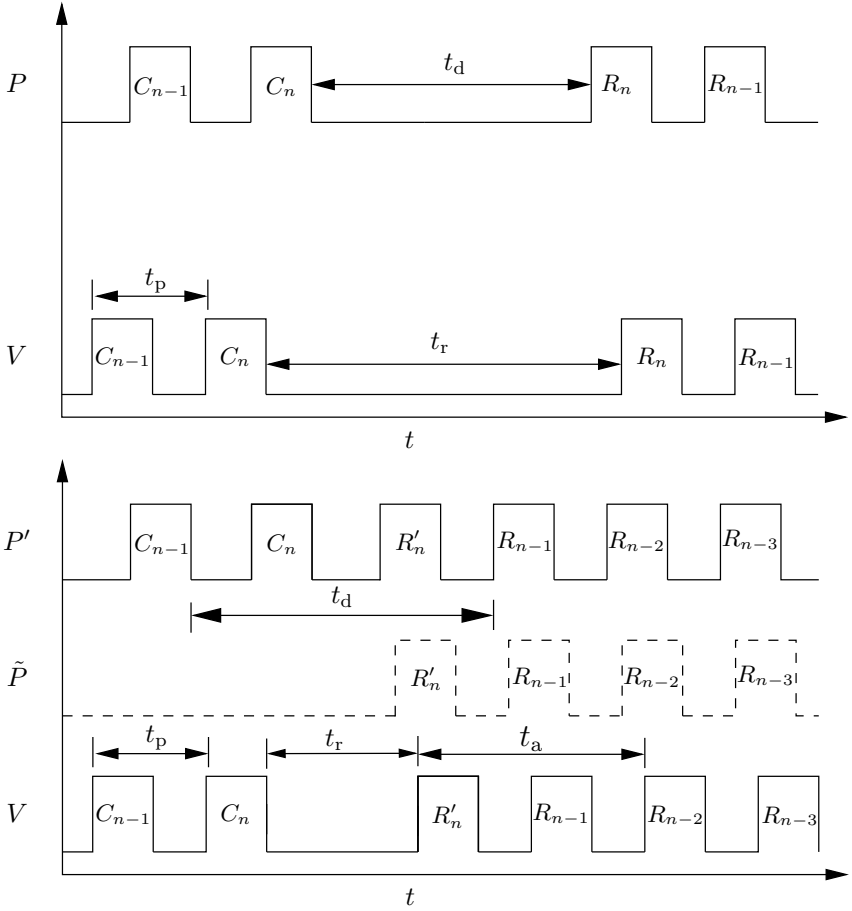 t_d
P C_{n−1} C_n R_n R_{n−1}
t_p
t_r
V C_{n−1} C_n R_n R_{n−1}
t
P′ C_{n−1} C_n R′_n R_{n−1} R_{n−2} R_{n−3}
t_d
P̃ R′_n R_{n−1} R_{n−2} R_{n−3}
t_p t_r t_a
V C_{n−1} C_n R′_n R_{n−1} R_{n−2} R_{n−3}
t